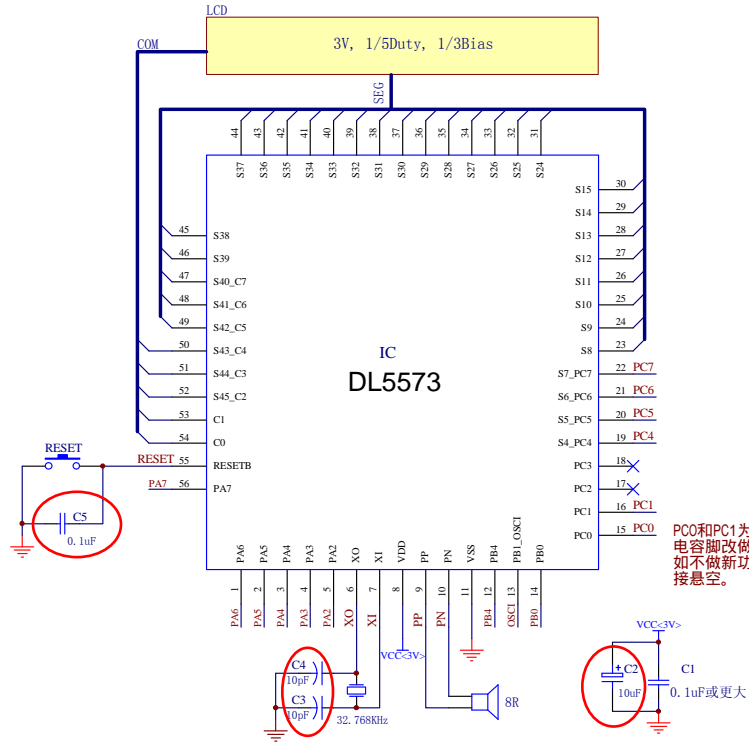 LCD
COM
3V, 1/5Duty, 1/3Bias
SEG
44 43 42 41 40 39 38 37 36 35 34 33 32 31
S37 S36 S35 S34 S33 S32 S31 S30 S29 S28 S27 S26 S25 S24
45 S38
46 S39
47 S40_C7
48 S41_C6
49 S42_C5
50 S43_C4
51 S44_C3
52 S45_C2
53 C1
54 C0
RESET 55 RESETB
PA7 56 PA7
IC
DL5573
S15 30
S14 29
S13 28
S12 27
S11 26
S10 25
S9 24
S8 23
S7_PC7 22 PC7
S6_PC6 21 PC6
S5_PC5 20 PC5
S4_PC4 19 PC4
PC3 18
PC2 17
PC1 16 PC1
PC0 15 PC0
RESET
C5
0.1uF
PC0和PC1为
电容脚改做
如不做新功
接悬空。
PA6 PA5 PA4 PA3 PA2 XO XI VDD PP PN VSS PB4 PB1_OSCI PB0
1 2 3 4 5 6 7 8 9 10 11 12 13 14
PA6 PA5 PA4 PA3 PA2 XO XI PP PN PB4 OSCI PB0
VCC<3V>
C4
10pF
C3
10pF
32.768KHz
8R
VCC<3V>
C2
10uF
C1
0.1uF或更大